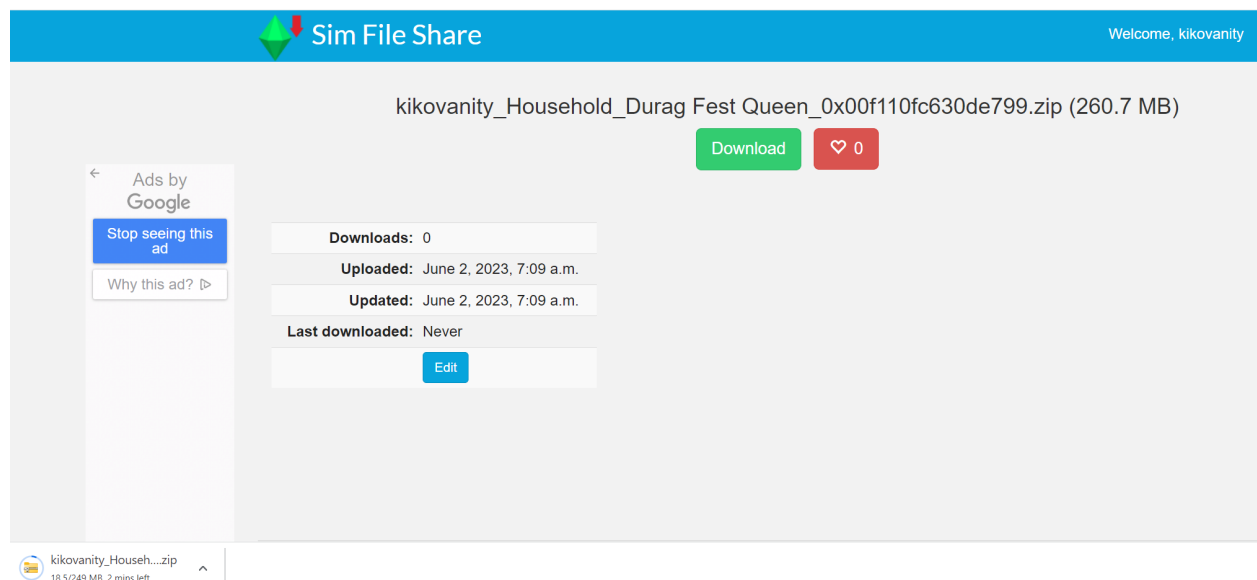 Sim File Share
Welcome, kikovanity
kikovanity_Household_Durag Fest Queen_0x00f110fc630de799.zip (260.7 MB)
Download
0
Ads by
Google
Stop seeing this
ad
Why this ad?
Downloads: 0
Uploaded: June 2, 2023, 7:09 a.m.
Updated: June 2, 2023, 7:09 a.m.
Last downloaded: Never
Edit
kikovanity_Househ....zip
18.5/249 MB, 2 mins left